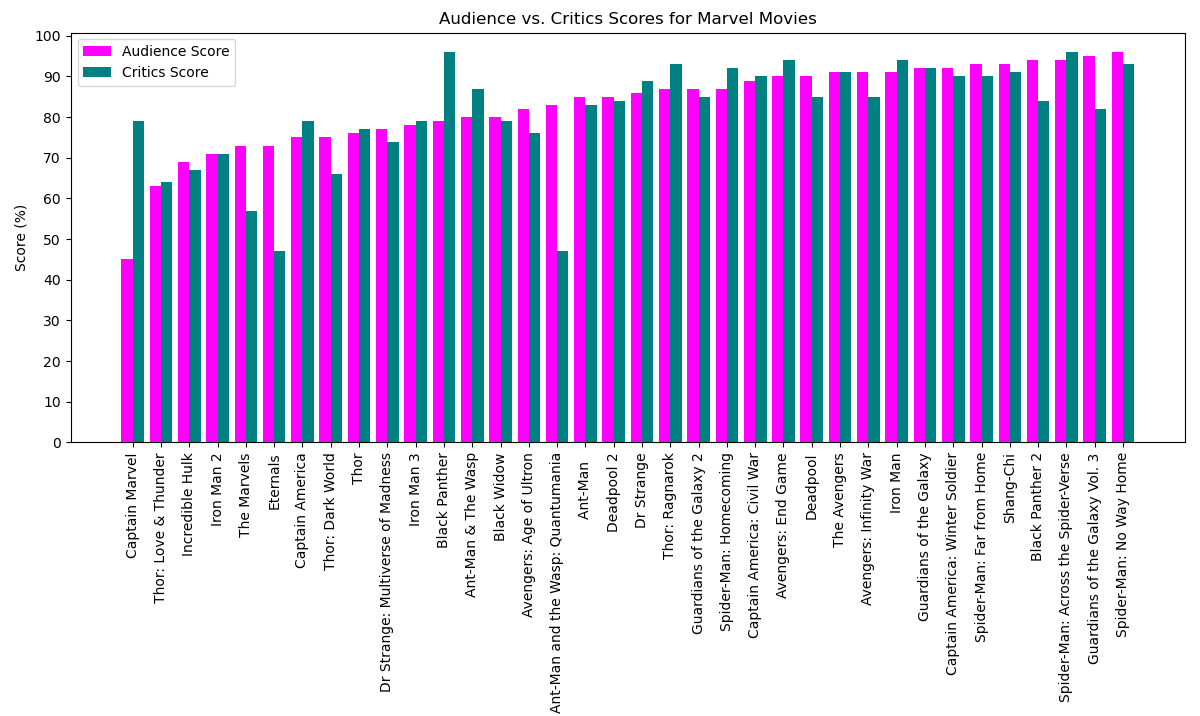 Audience vs. Critics Scores for Marvel Movies
Audience Score
Critics Score
Score (%)
100
90
80
70
60
50
40
30
20
10
0
Captain Marvel
Thor: Love & Thunder
Incredible Hulk
Iron Man 2
The Marvels
Eternals
Captain America
Thor: Dark World
Thor
Dr Strange: Multiverse of Madness
Iron Man 3
Black Panther
Ant-Man & The Wasp
Black Widow
Avengers: Age of Ultron
Ant-Man and the Wasp: Quantumania
Ant-Man
Deadpool 2
Dr Strange
Thor: Ragnarok
Guardians of the Galaxy 2
Spider-Man: Homecoming
Captain America: Civil War
Avengers: End Game
Deadpool
The Avengers
Avengers: Infinity War
Iron Man
Guardians of the Galaxy
Captain America: Winter Soldier
Spider-Man: Far from Home
Shang-Chi
Black Panther 2
Spider-Man: Across the Spider-Verse
Guardians of the Galaxy Vol. 3
Spider-Man: No Way Home